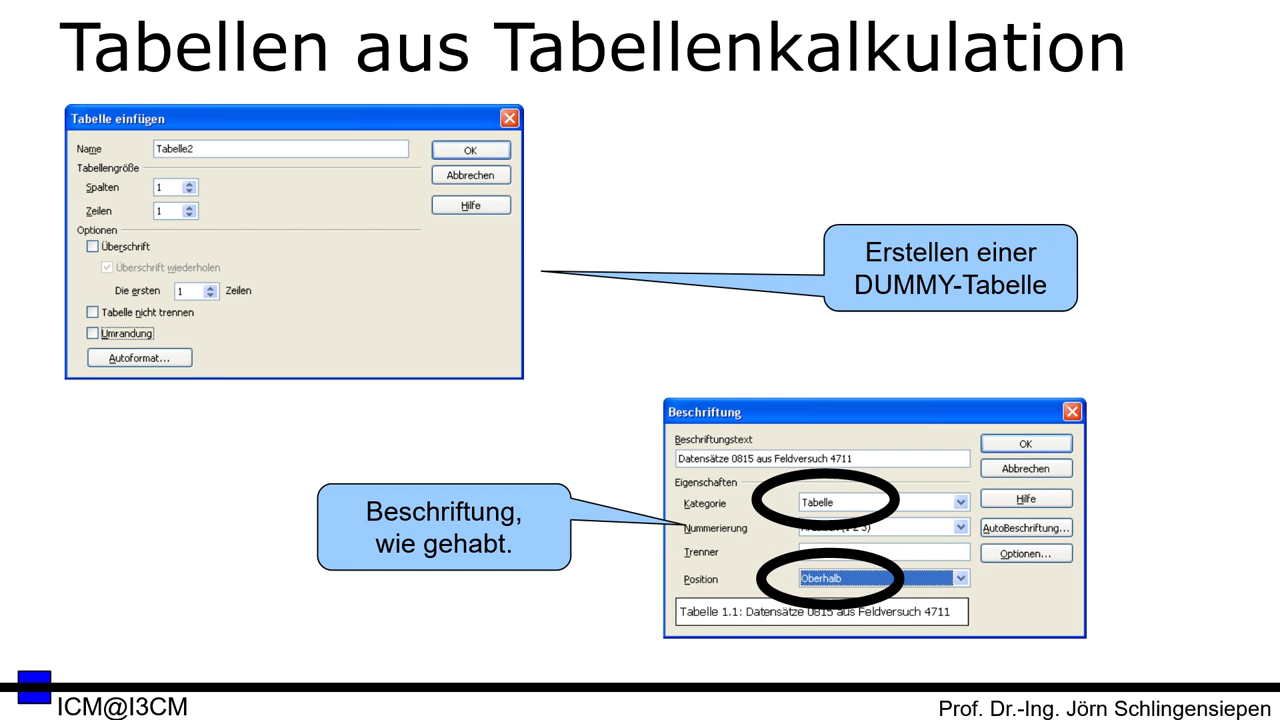 Tabellen aus Tabellenkalkulation
Tabelle einfügen
Name Tabelle2
OK
Tabellengröße
Abbrechen
Spalten 1
Zeilen 1
Hilfe
Optionen
Überschrift
Überschrift wiederholen
Die ersten 1 Zeilen
Tabelle nicht trennen
Umrandung
Autoformat...
Erstellen einer
DUMMY-Tabelle
Beschriftung
Beschriftungstext
Datensätze 0815 aus Feldversuch 4711
OK
Abbrechen
Eigenschaften
Kategorie Tabelle
Hilfe
Nummerierung
AutoBeschriftung...
Trenner
Optionen...
Position Oberhalb
Tabelle 1.1: Datensätze 0815 aus Feldversuch 4711
Beschriftung,
wie gehabt.
ICM@I3CM
Prof. Dr.-Ing. Jörn Schlingensiepen